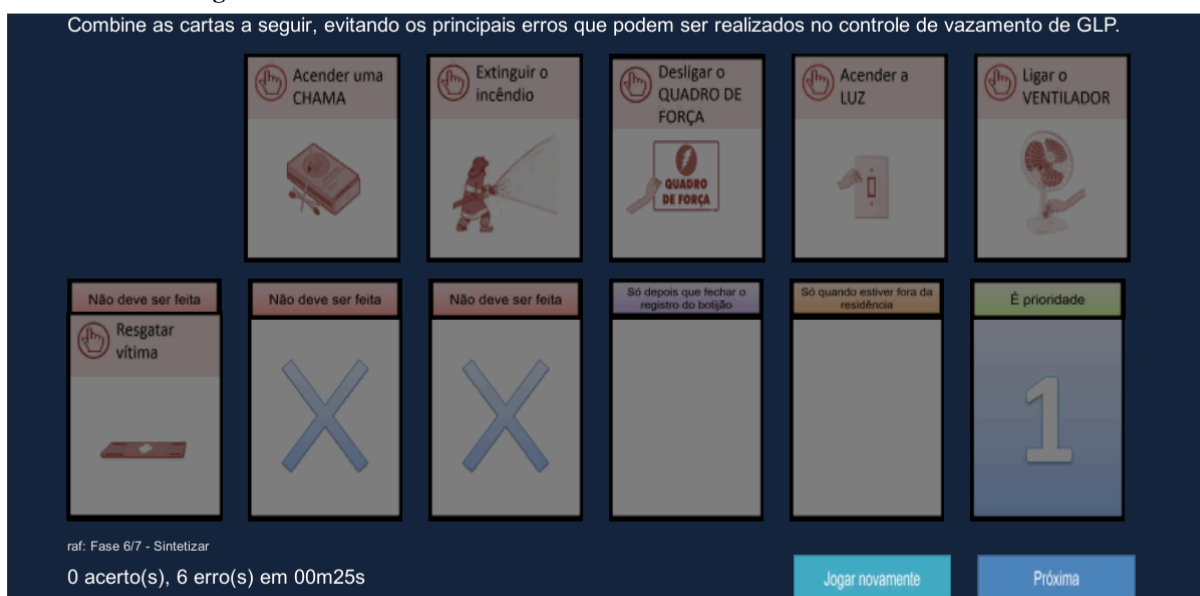 Combine as cartas a seguir, evitando os principais erros que podem ser realizados no controle de vazamento de GLP.
Acender uma
CHAMA
Extinguir o
incêndio
Desligar o
QUADRO DE
FORÇA
QUADRO
DE FORÇA
Acender a
LUZ
Ligar o
VENTILADOR
Não deve ser feita
Resgatar
vítima
Não deve ser feita
X
Não deve ser feita
X
Só depois que fechar o
registro do botijão
Só quando estiver fora da
residência
É prioridade
1
raf: Fase 6/7 - Sintetizar
0 acerto(s), 6 erro(s) em 00m25s
Jogar novamente
Próxima